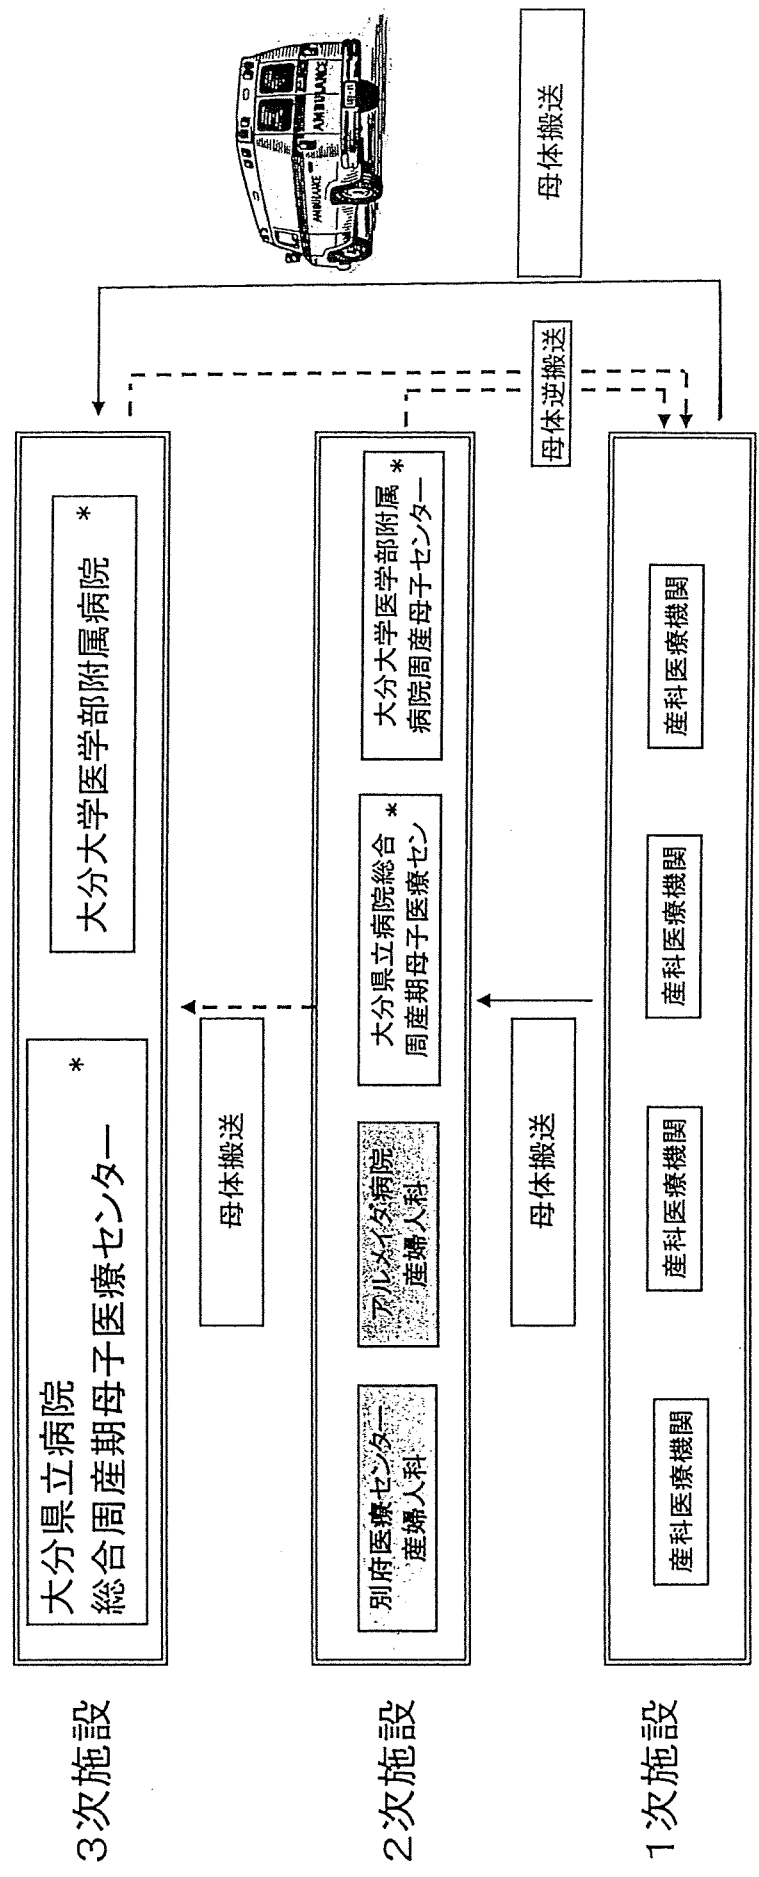 3次施設
大分県立病院
総合周産期母子医療センター *
大分大学医学部附属病院 *
母体搬送
AMBULANCE
AMBULANCE
2次施設
別府医療センター
産婦人科
アルメイダ病院
産婦人科
大分県立病院総合
周産期母子医療セン *
大分大学医学部附属
病院周産母子センター *
母体搬送
母体逆搬送
母体搬送
1次施設
産科医療機関
産科医療機関
産科医療機関
産科医療機関